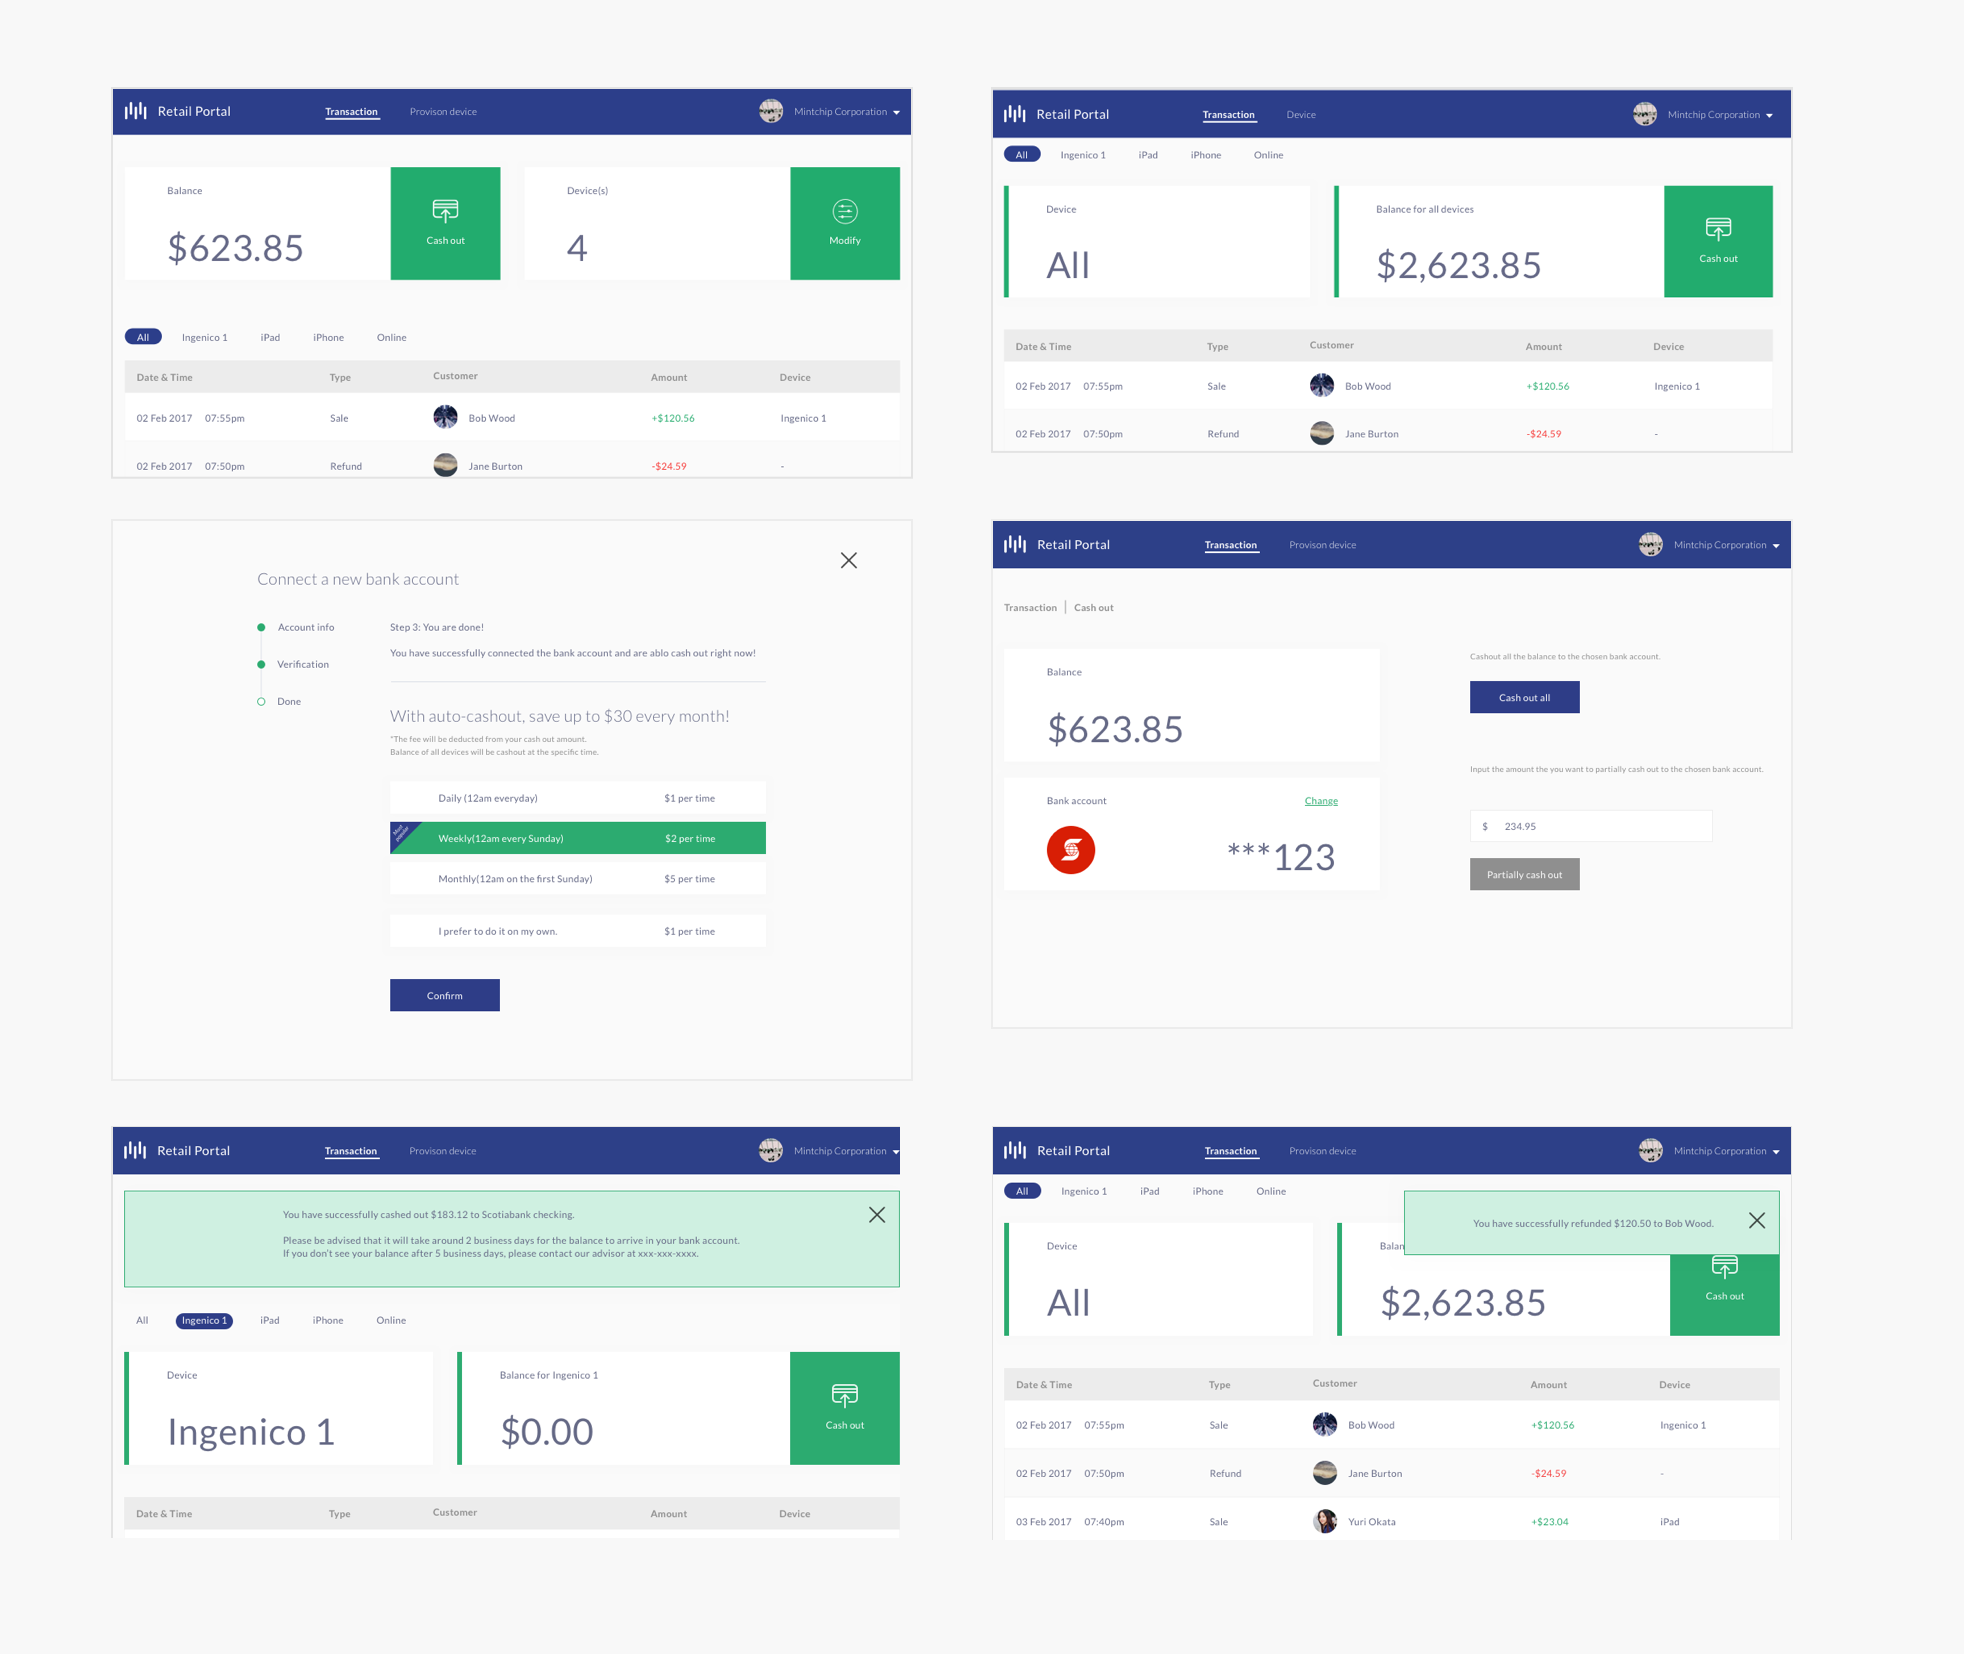 Retail Portal Transaction Provison device Mintchip Corporation
Balance Device(s)
$623.85 Cash out 4 Modify
All Ingenico 1 iPad iPhone Online
Date & Time Type Customer Amount Device
02 Feb 2017 07:55pm Sale Bob Wood +$120.56 Ingenico 1
02 Feb 2017 07:50pm Refund Jane Burton -$24.59 -
Retail Portal Transaction Device Mintchip Corporation
All Ingenico 1 iPad iPhone Online
Device Balance for all devices
All $2,623.85 Cash out
Date & Time Type Customer Amount Device
02 Feb 2017 07:55pm Sale Bob Wood +$120.56 Ingenico 1
02 Feb 2017 07:50pm Refund Jane Burton -$24.59 -
Connect a new bank account
Account info
Verification
Done
Step 3: You are done!
You have successfully connected the bank account and are ablo cash out right now!
With auto-cashout, save up to $30 every month!
*The fee will be deducted from your cash out amount.
Balance of all devices will be cashout at the specific time.
Daily (12am everyday) $1 per time
Most
popular
Weekly(12am every Sunday) $2 per time
Monthly(12am on the first Sunday) $5 per time
I prefer to do it on my own. $1 per time
Confirm
Retail Portal Transaction Provison device Mintchip Corporation
Transaction | Cash out
Balance
$623.85
Bank account Change
***123
Cashout all the balance to the chosen bank account.
Cash out all
Input the amount the you want to partially cash out to the chosen bank account.
$ 234.95
Partially cash out
Retail Portal Transaction Provison device Mintchip Corporation
You have successfully cashed out $183.12 to Scotiabank checking.
Please be advised that it will take around 2 business days for the balance to arrive in your bank account.
If you don't see your balance after 5 business days, please contact our advisor at xxx-xxx-xxxx.
All Ingenico 1 iPad iPhone Online
Device Balance for Ingenico 1
Ingenico 1 $0.00 Cash out
Date & Time Type Customer Amount Device
Retail Portal Transaction Provison device Mintchip Corporation
All Ingenico 1 iPad iPhone Online
You have successfully refunded $120.50 to Bob Wood.
Device Balan
All $2,623.85 Cash out
Date & Time Type Customer Amount Device
02 Feb 2017 07:55pm Sale Bob Wood +$120.56 Ingenico 1
02 Feb 2017 07:50pm Refund Jane Burton -$24.59 -
03 Feb 2017 07:40pm Sale Yuri Okata +$23.04 iPad